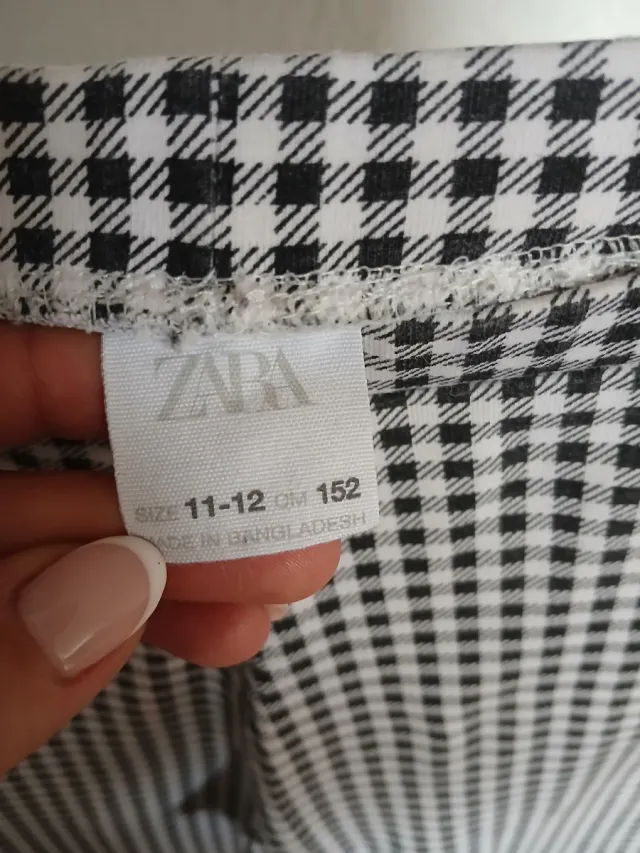 ZARA
SIZE 11-12 CM 152
MADE IN BANGLADESH